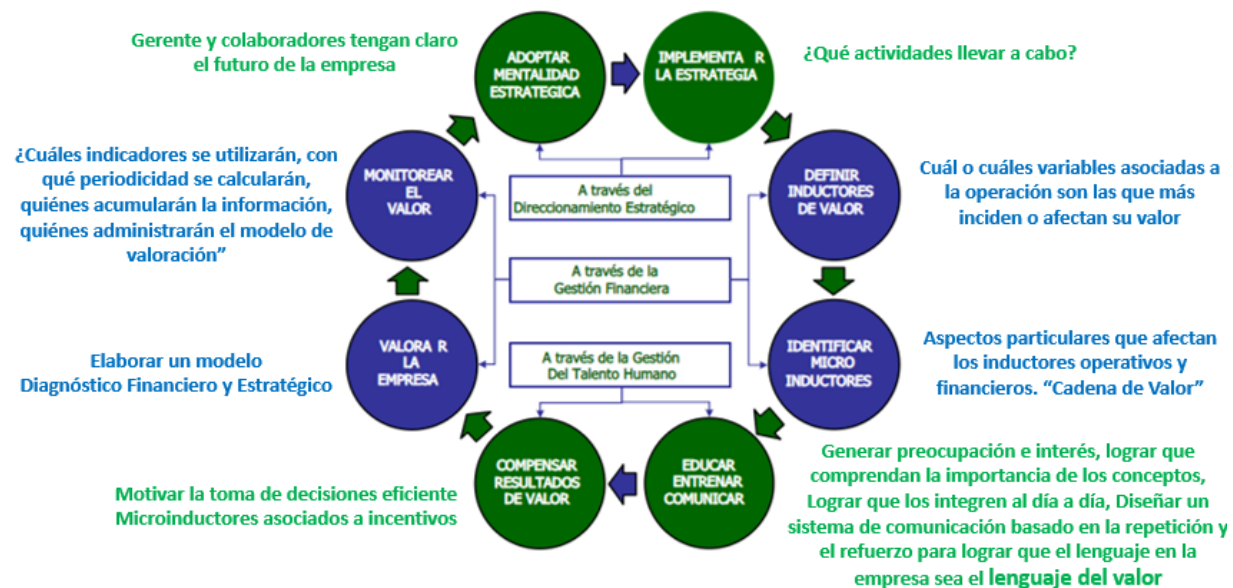 Gerente y colaboradores tengan claro
el futuro de la empresa
ADOPTAR
MENTALIDAD
ESTRATEGICA
IMPLEMENTA R
LA ESTRATEGIA
¿Qué actividades llevar a cabo?
¿Cuáles indicadores se utilizarán, con
qué periodicidad se calcularán,
quiénes acumularán la información,
quiénes administrarán el modelo de
valoración”
MONITOREAR
EL
VALOR
A través del
Direccionamiento Estratégico
DEFINIR
INDUCTORES
DE VALOR
Cuál o cuáles variables asociadas a
la operación son las que más
inciden o afectan su valor
A través de la
Gestión Financiera
Elaborar un modelo
Diagnóstico Financiero y Estratégico
VALORA R
LA
EMPRESA
A través de la Gestión
Del Talento Humano
IDENTIFICAR
MICRO
INDUCTORES
Aspectos particulares que afectan
los inductores operativos y
financieros. “Cadena de Valor”
Motivar la toma de decisiones eficiente
Microinductores asociados a incentivos
COMPENSAR
RESULTADOS
DE VALOR
EDUCAR
ENTRENAR
COMUNICAR
Generar preocupación e interés, lograr que
comprendan la importancia de los conceptos,
Lograr que los integren al día a día, Diseñar un
sistema de comunicación basado en la repetición y
el refuerzo para lograr que el lenguaje en la
empresa sea el lenguaje del valor